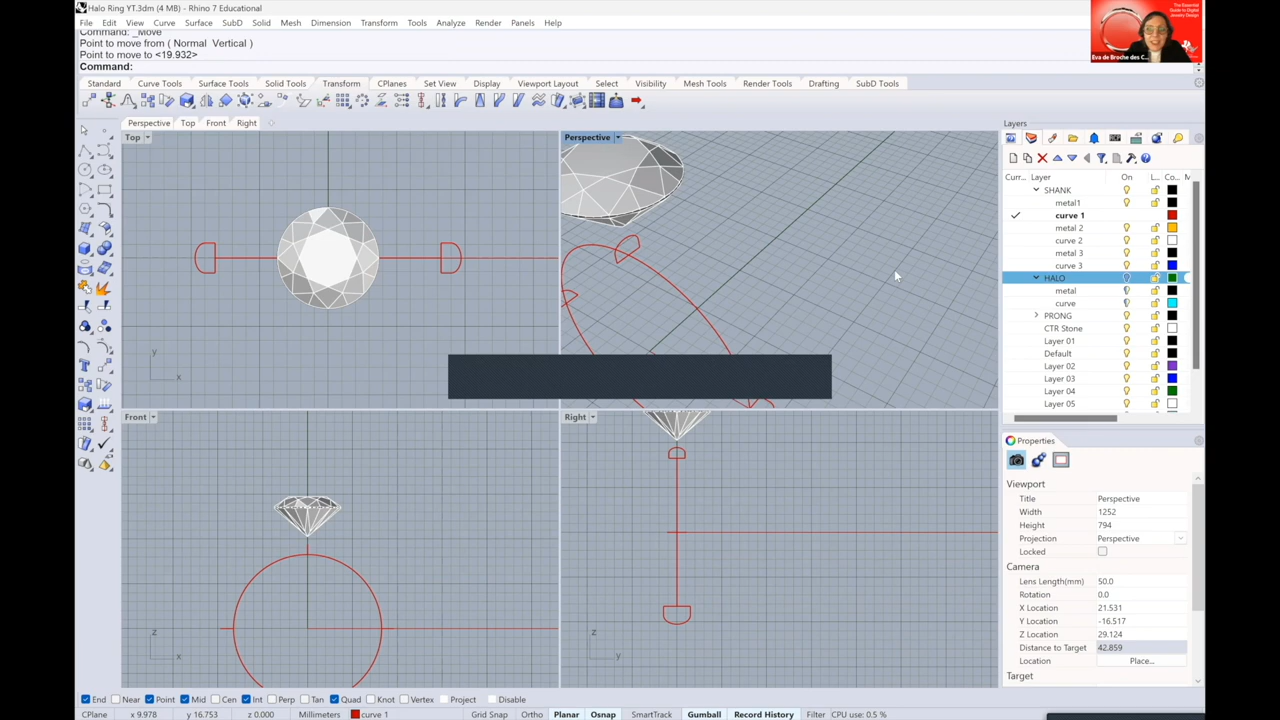 Halo Ring YT.3dm (4 MB) - Rhino 7 Educational
File Edit View Curve Surface SubD Solid Mesh Dimension Transform Tools Analyze Render Panels Help
The Essential
Guide to Digital
Jewelry Design
Command: _Move
Point to move from ( Normal Vertical )
Point to move to <19.932>
Command:
Standard Curve Tools Surface Tools Solid Tools Transform CPlanes Set View Display Viewport Layout Select Visibility Mesh Tools Render Tools Drafting SubD Tools
Perspective Top Front Right
Top
Perspective
Front
Right
y
x
z
x
z
y
Layers
Curr... Layer On L... Co... M
SHANK
metal1
curve 1
metal 2
curve 2
metal 3
curve 3
HALO
metal
curve
PRONG
CTR Stone
Layer 01
Default
Layer 02
Layer 03
Layer 04
Layer 05
Properties
Viewport
Title Perspective
Width 1252
Height 794
Projection Perspective
Locked
Camera
Lens Length(mm) 50.0
Rotation 0.0
X Location 21.531
Y Location -16.517
Z Location 29.124
Distance to Target 42.859
Location Place...
Target
End Near Point Mid Cen Int Perp Tan Quad Knot Vertex Project Disable
CPlane x 9.978 y 16.753 z 0.000 Millimeters curve 1 Grid Snap Ortho Planar Osnap SmartTrack Gumball Record History Filter CPU use: 0.5 %